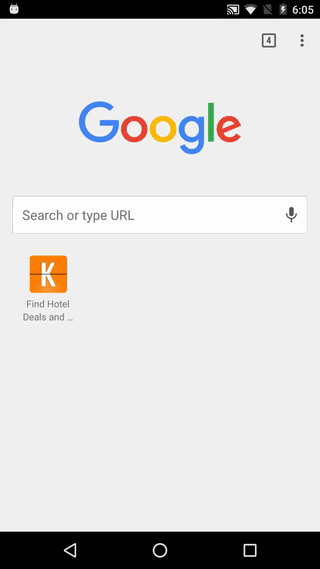 6:05
4
Google
Search or type URL
K
Find Hotel
Deals and ...